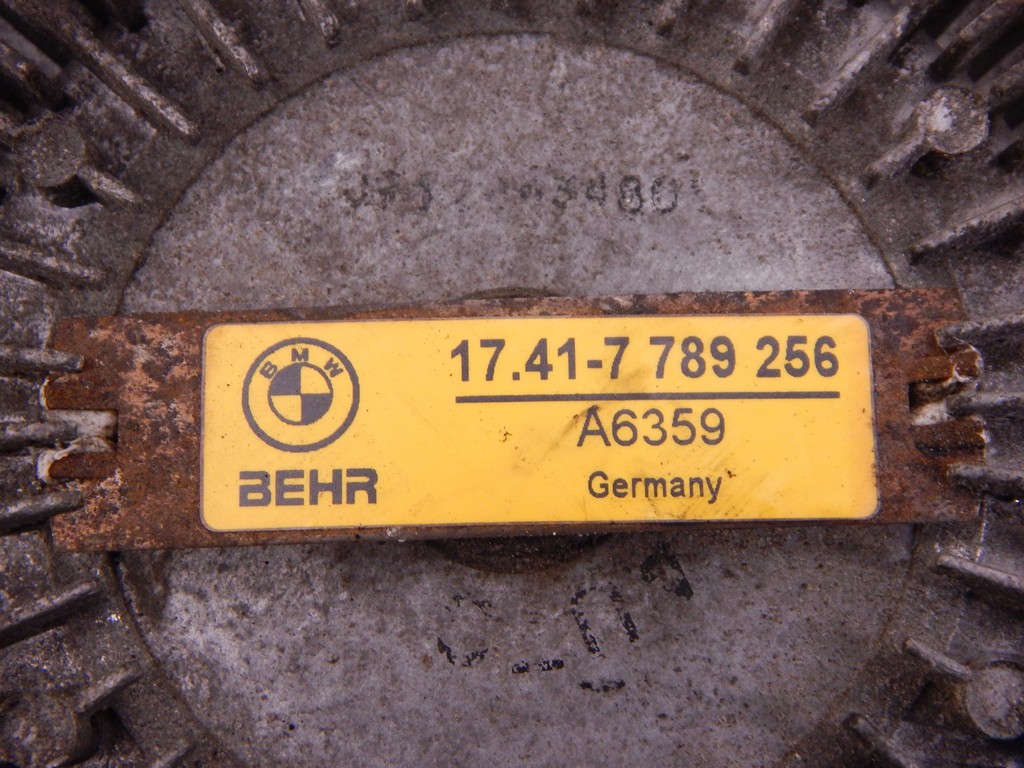 BMW
17.41-7 789 256
A6359
BEHR
Germany